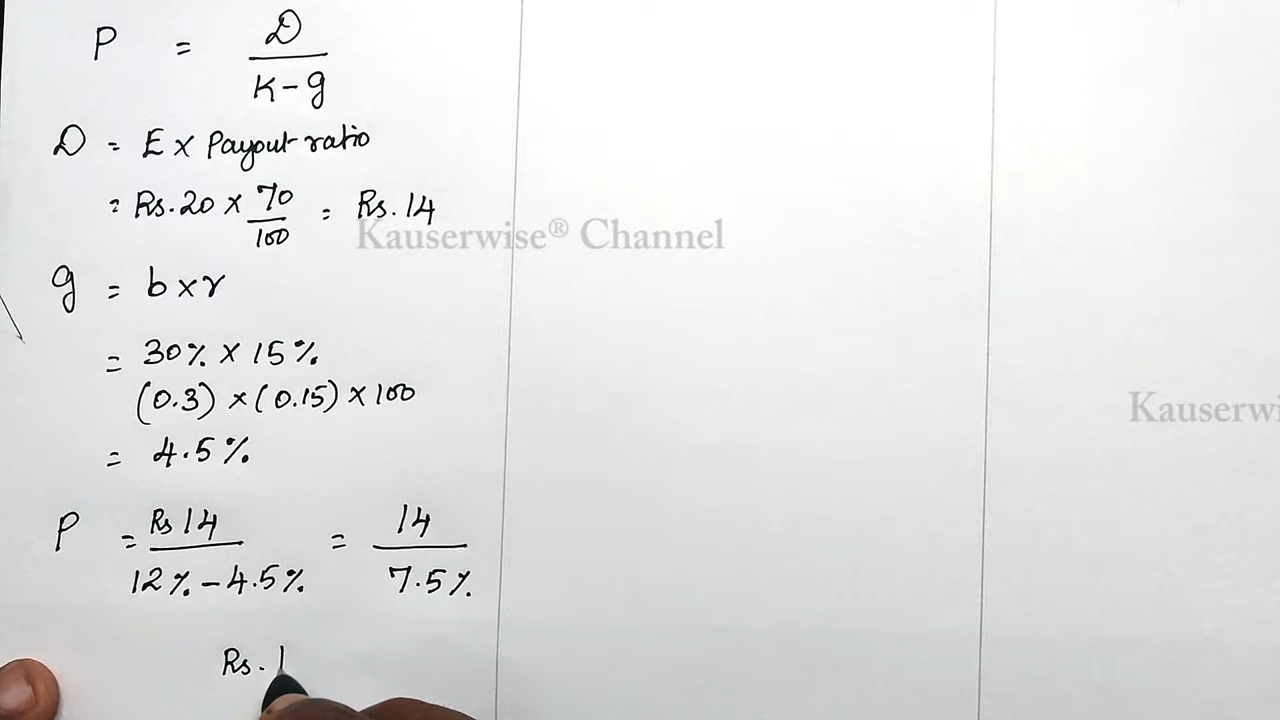 P = D / K - g
D = E × Payout ratio
= Rs. 20 × 70 / 100 = Rs. 14
Kauserwise® Channel
g = b × r
= 30% × 15%
(0.3) × (0.15) × 100
= 4.5%
P = Rs 14 / 12% - 4.5% = 14 / 7.5%
Rs. 1
Kauserwi